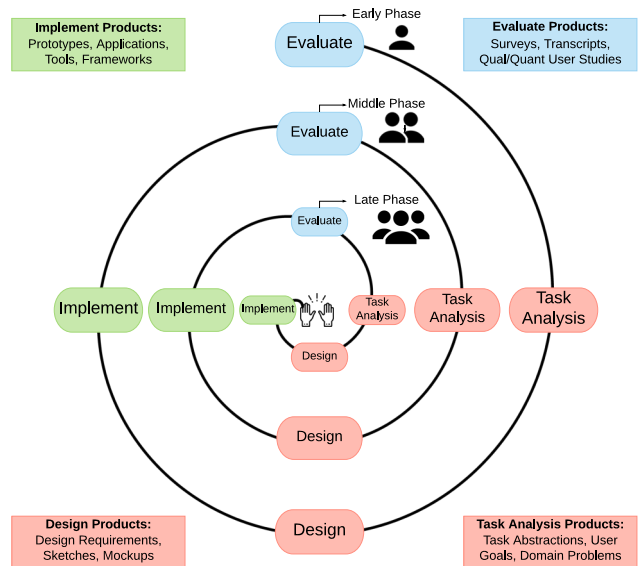 Implement Products:
Prototypes, Applications,
Tools, Frameworks
Early Phase
Evaluate
Evaluate Products:
Surveys, Transcripts,
Qual/Quant User Studies
Middle Phase
Evaluate
Late Phase
Evaluate
Implement
Implement
Implement
Task
Analysis
Task
Analysis
Task
Analysis
Design
Design
Design
Design Products:
Design Requirements,
Sketches, Mockups
Task Analysis Products:
Task Abstractions, User
Goals, Domain Problems